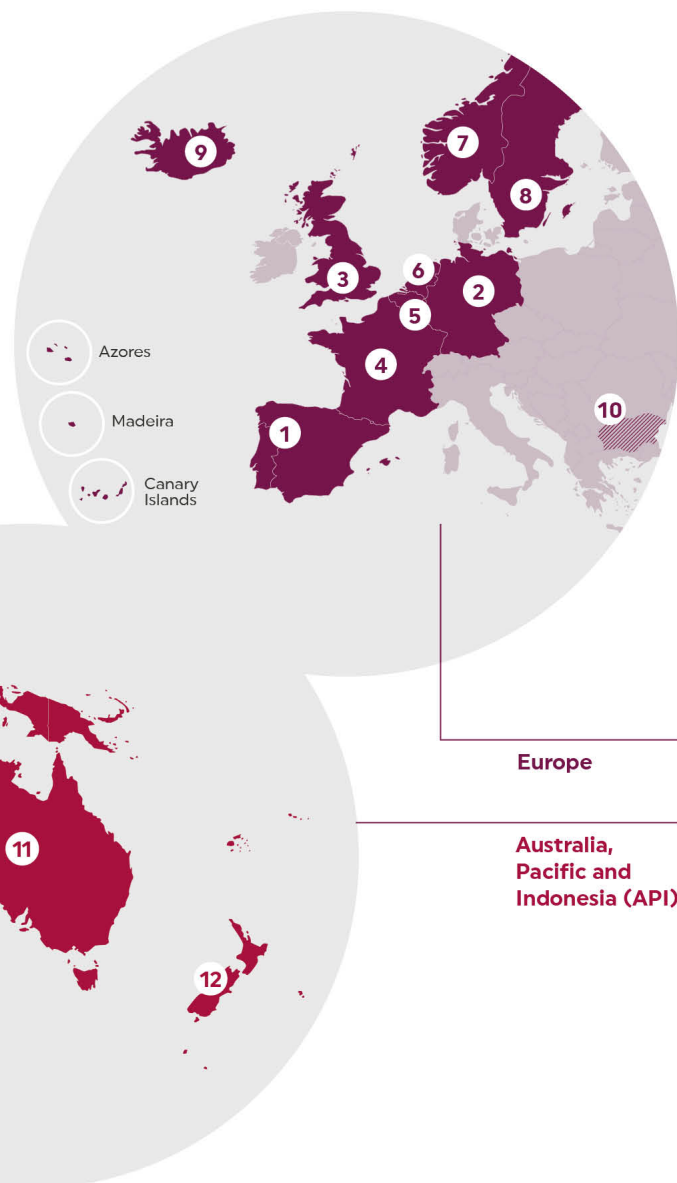 7
9
8
6
3
2
5
Azores
4
10
Madeira
1
Canary
Islands
Europe
11
Australia,
Pacific and
Indonesia (API)
12